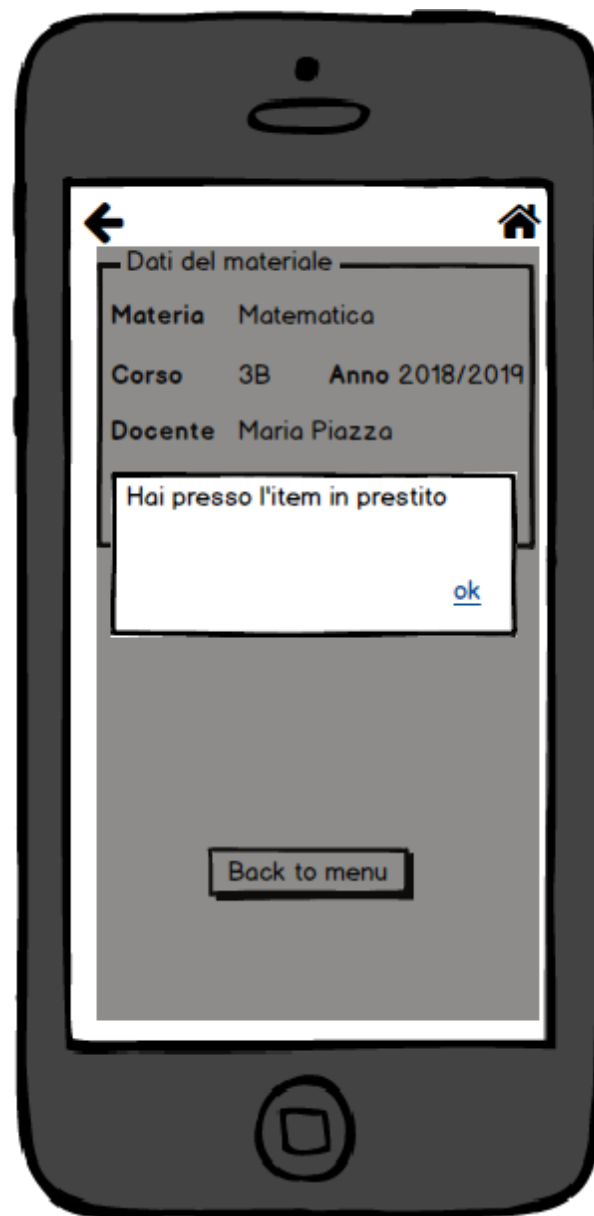 Dati del materiale
Materia Matematica
Corso 3B Anno 2018/2019
Docente Maria Piazza
Hai presso l'item in prestito
ok
Back to menu